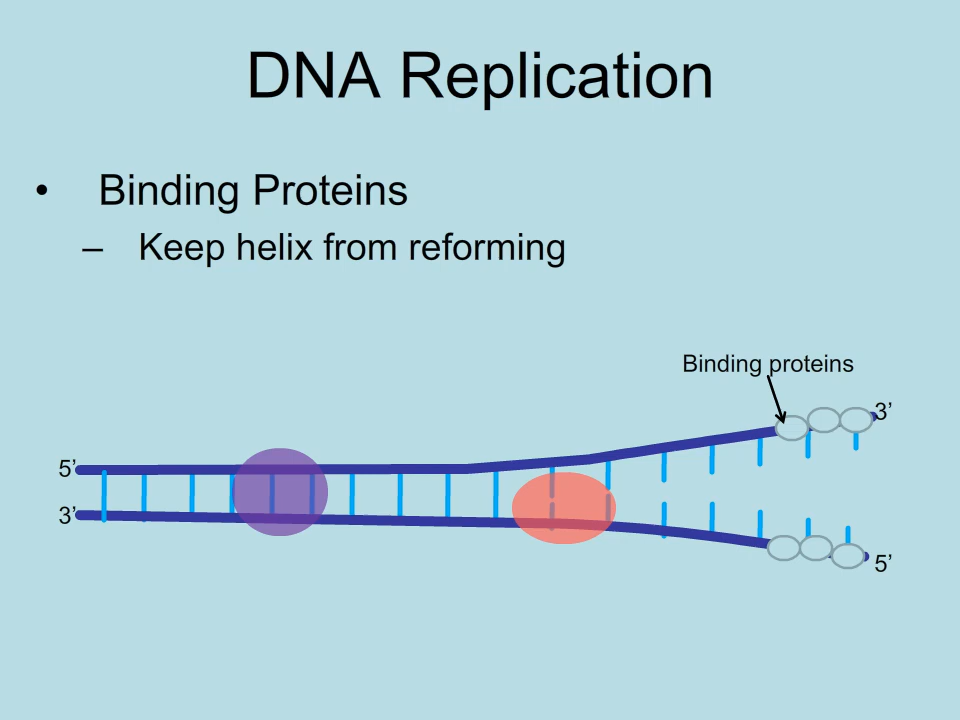 DNA Replication
• Binding Proteins
– Keep helix from reforming
Binding proteins
3’
5’
3’
5’